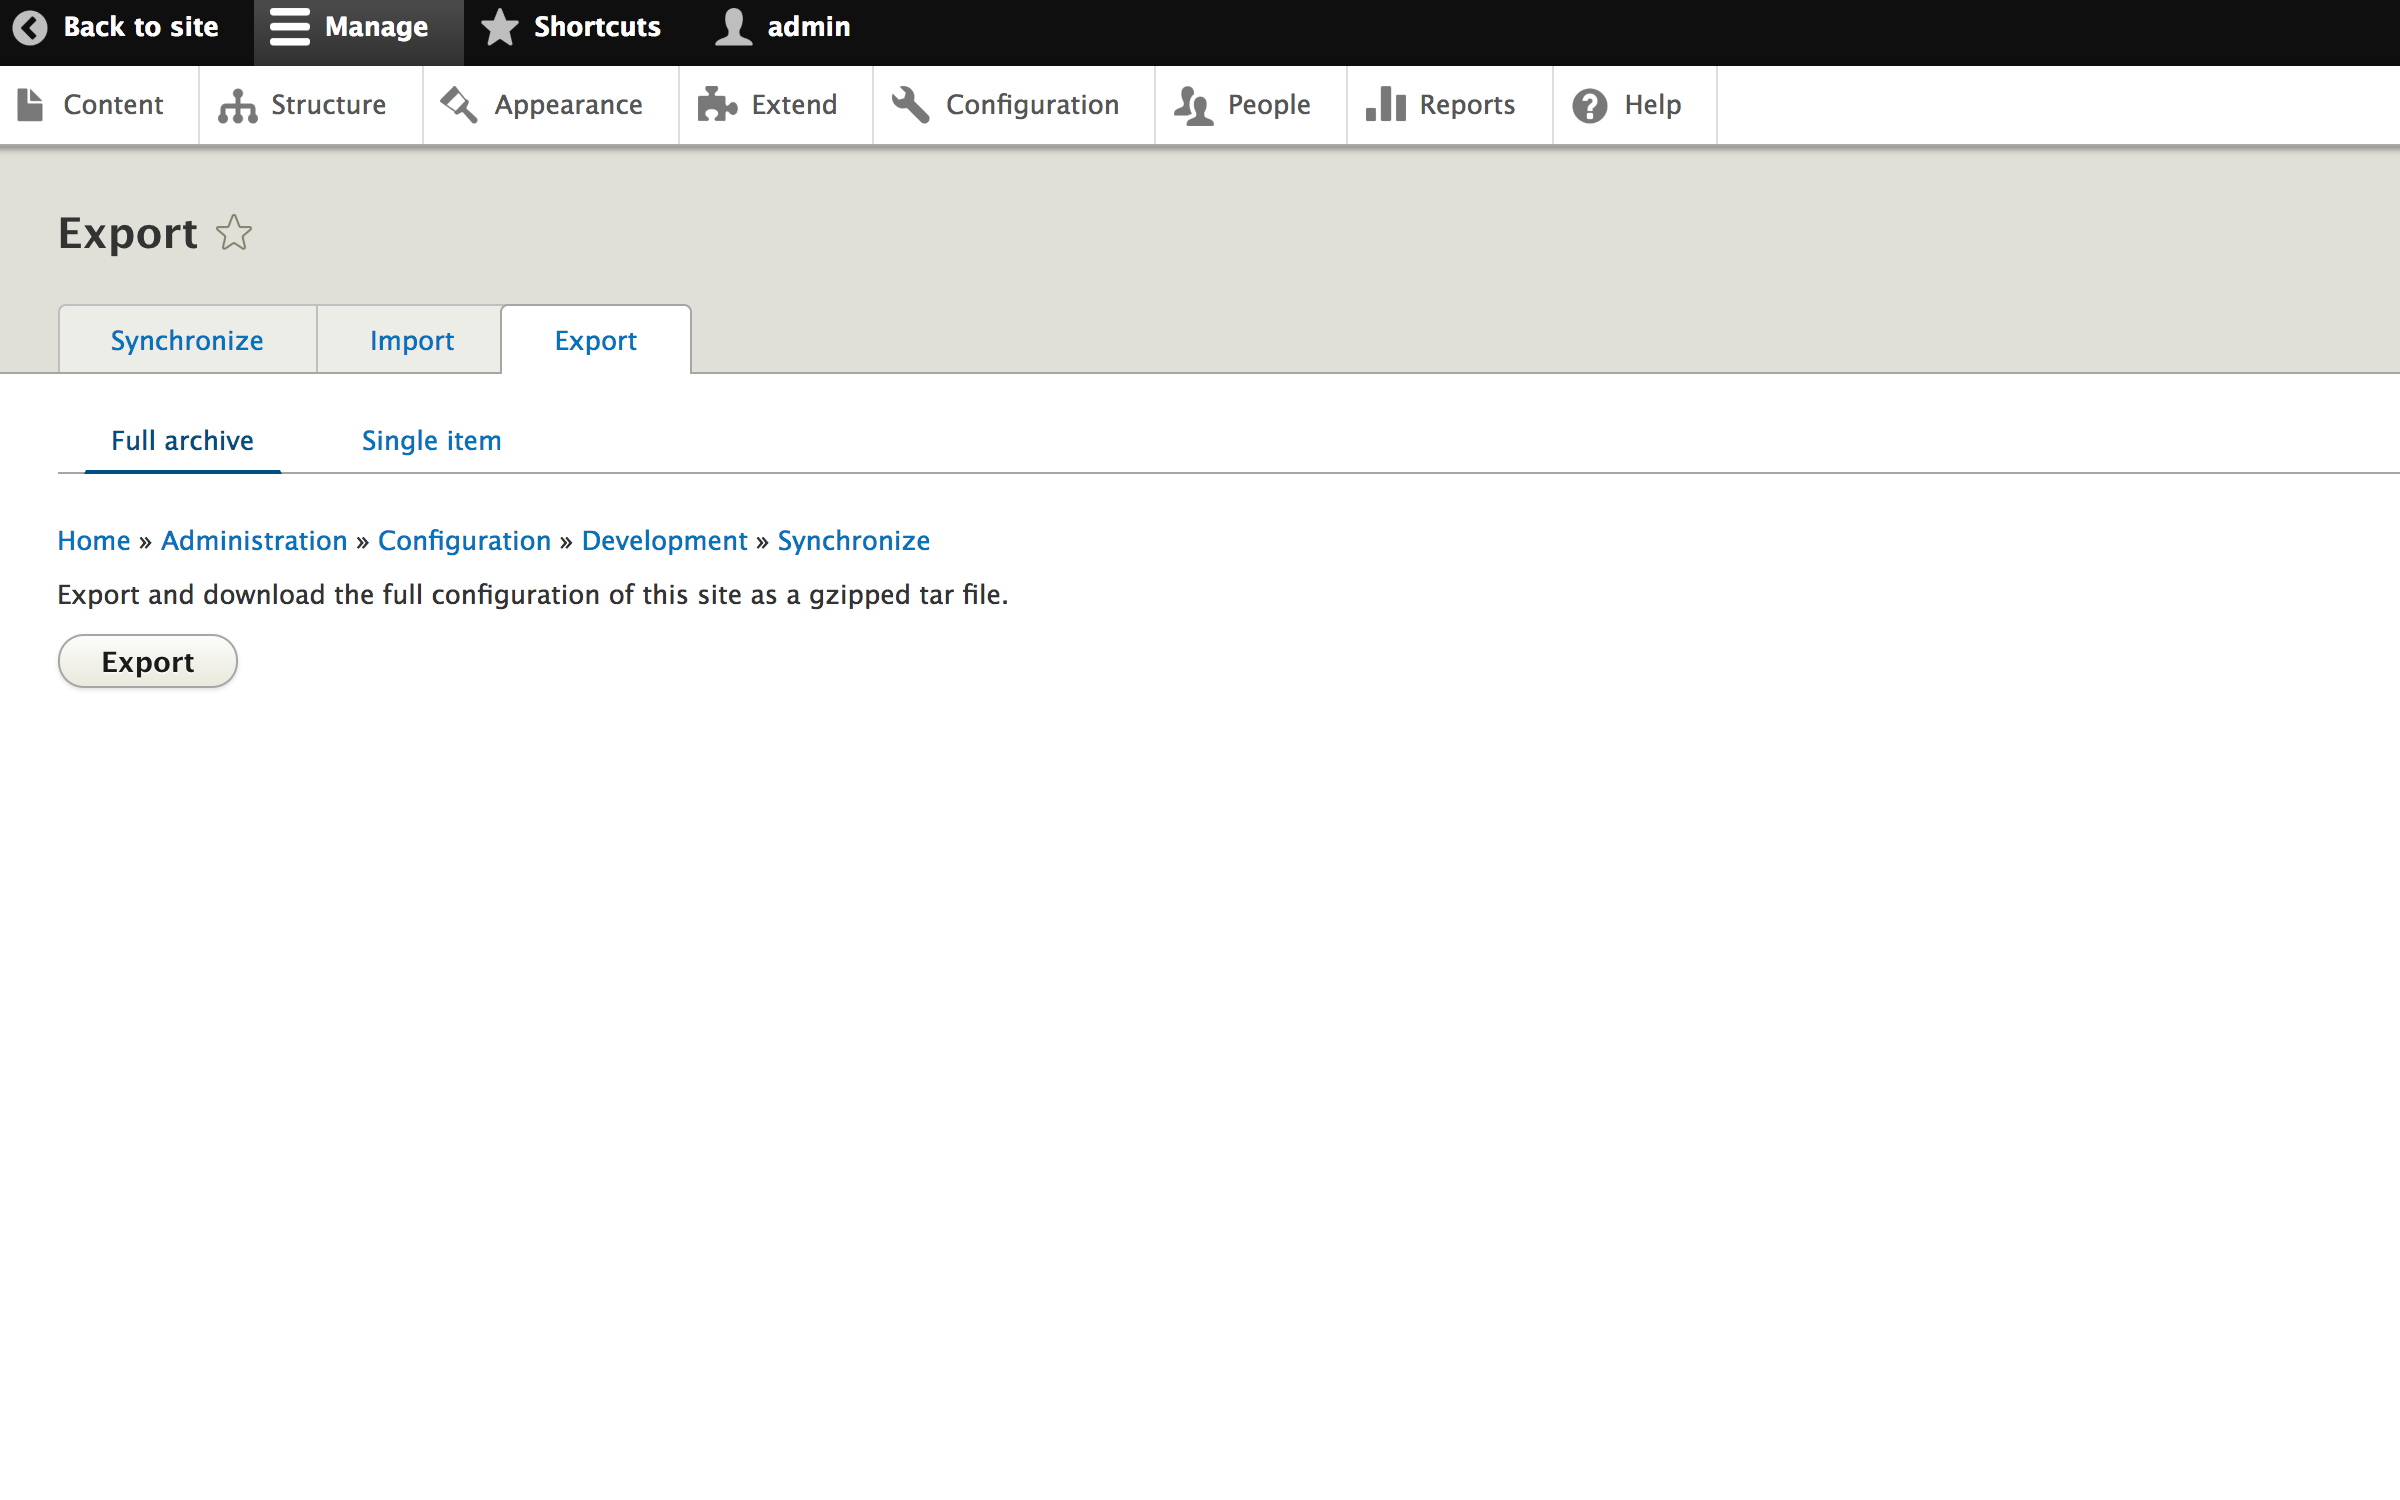 Back to site Manage Shortcuts admin
Content Structure Appearance Extend Configuration People Reports Help
Export
Synchronize Import Export
Full archive Single item
Home » Administration » Configuration » Development » Synchronize
Export and download the full configuration of this site as a gzipped tar file.
Export